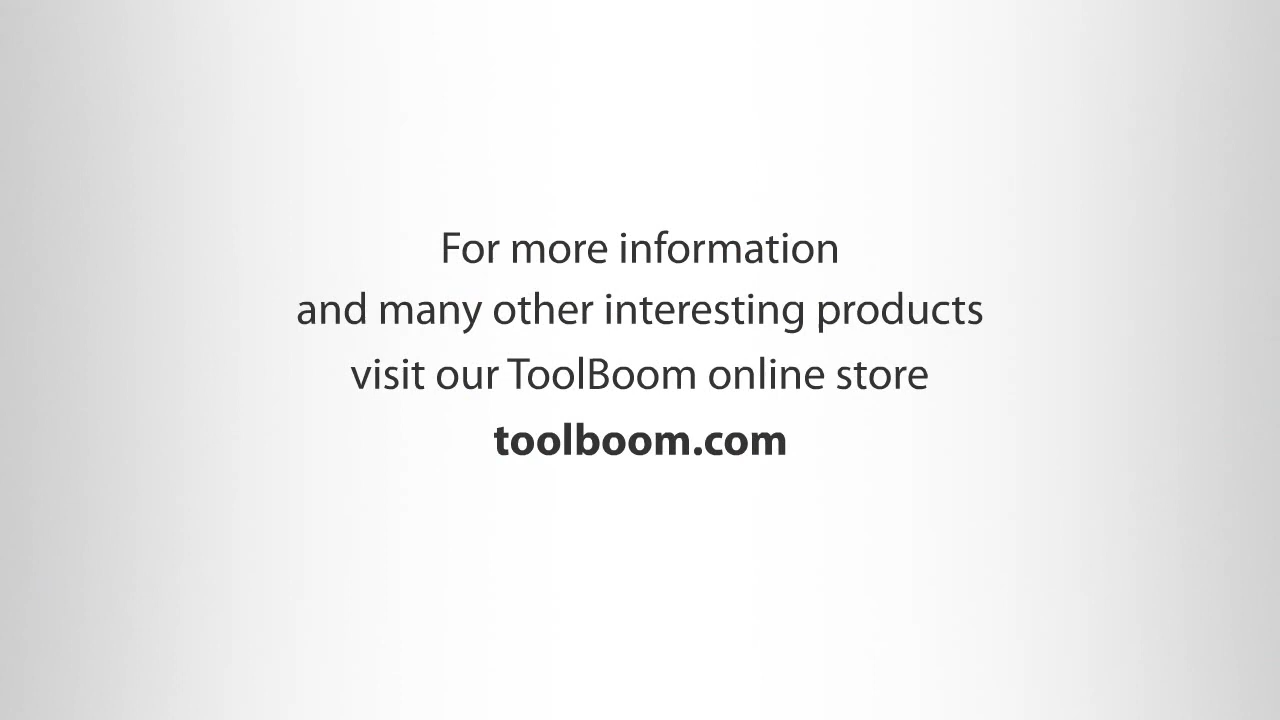 For more information
and many other interesting products
visit our ToolBoom online store
toolboom.com